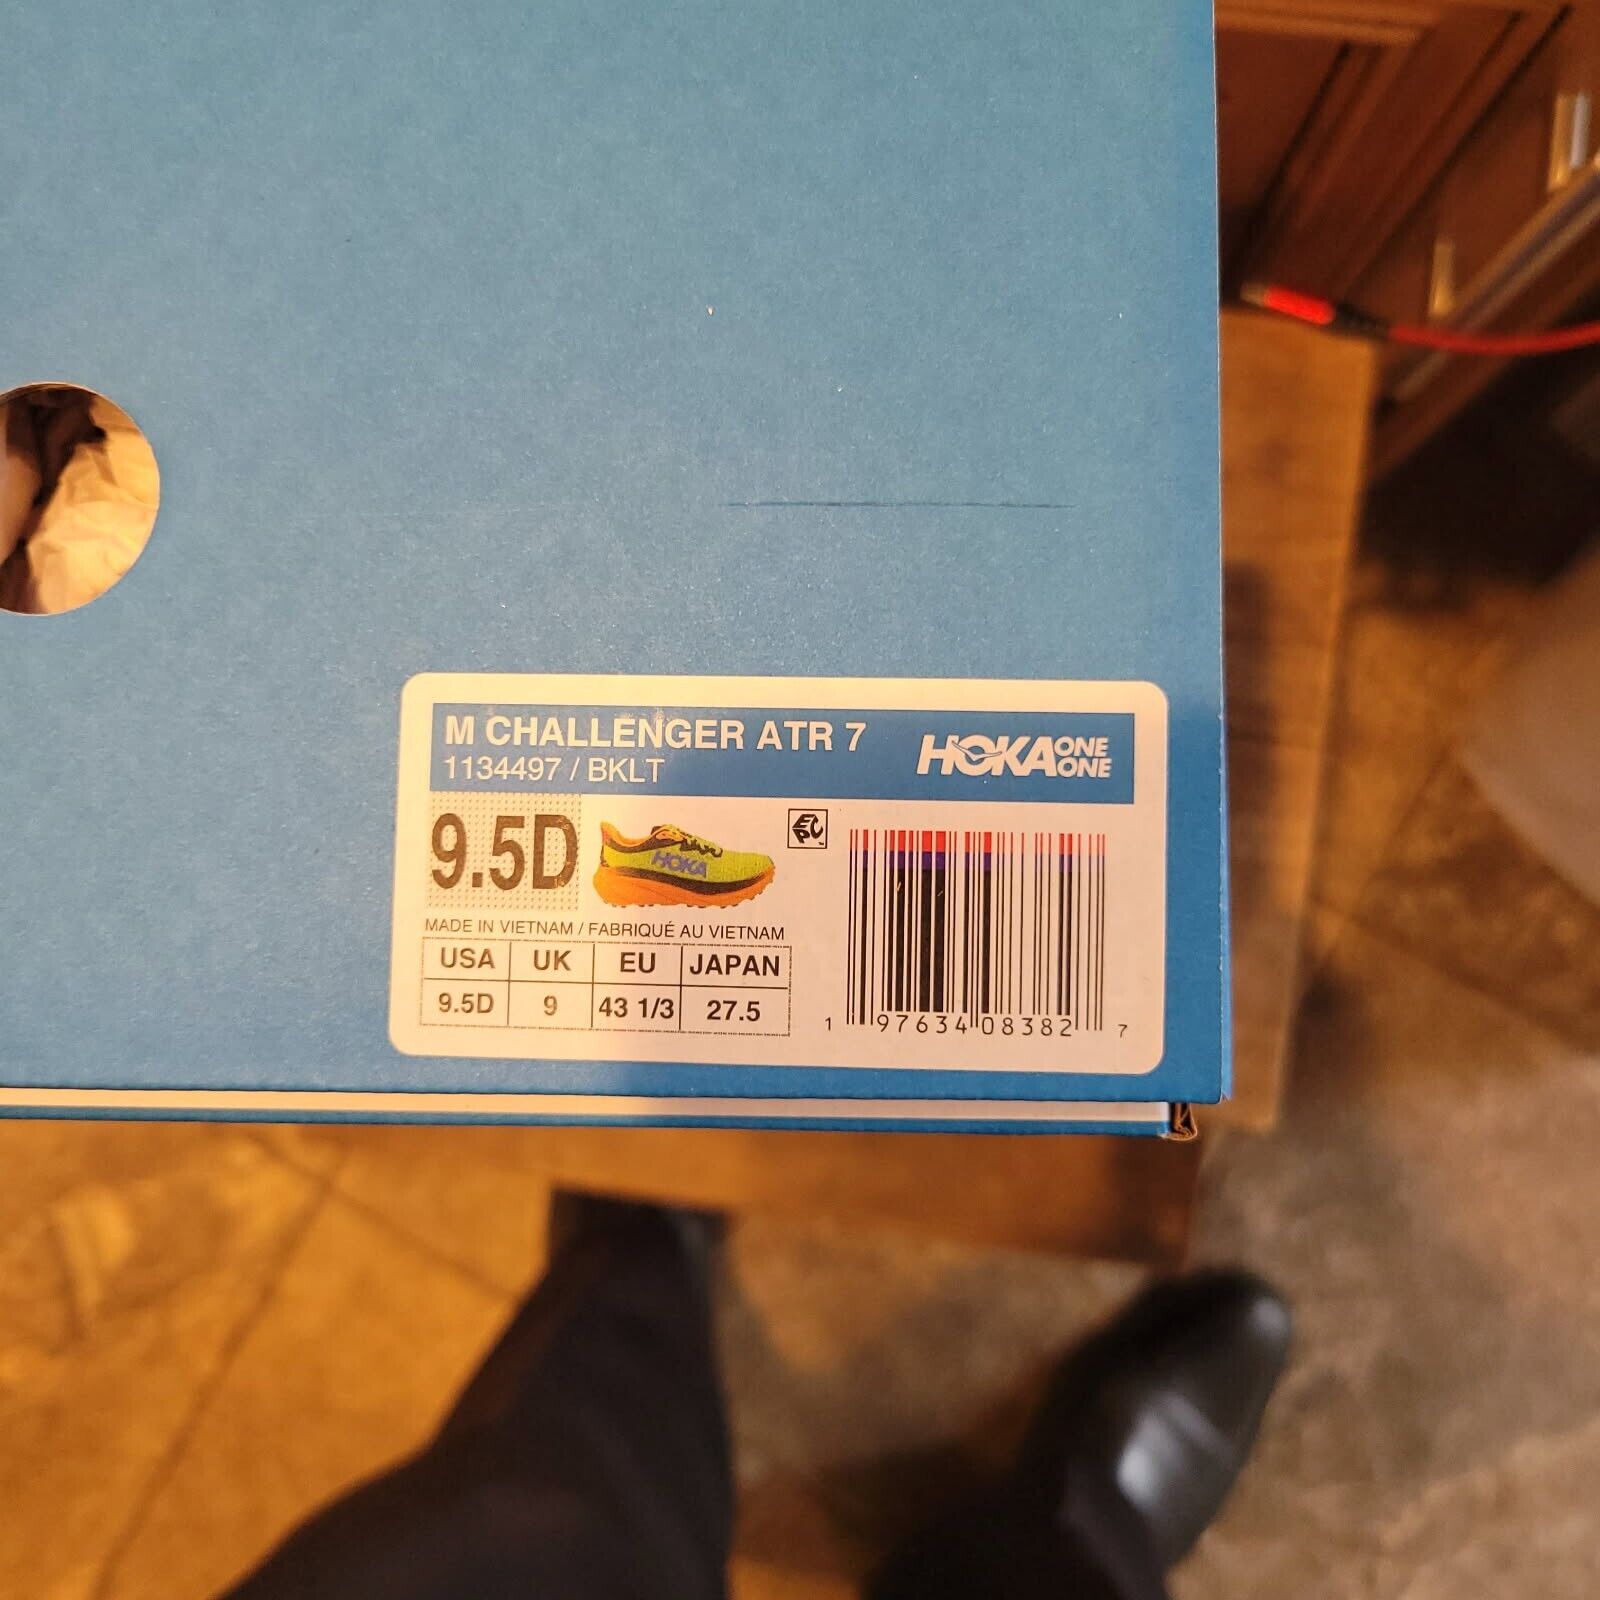 M CHALLENGER ATR 7
1134497 / BKLT
HOKA ONE ONE
9.5D
HOKA
EPC
MADE IN VIETNAM / FABRIQUÉ AU VIETNAM
USA UK EU JAPAN
9.5D 9 43 1/3 27.5
1 97634 08382 7